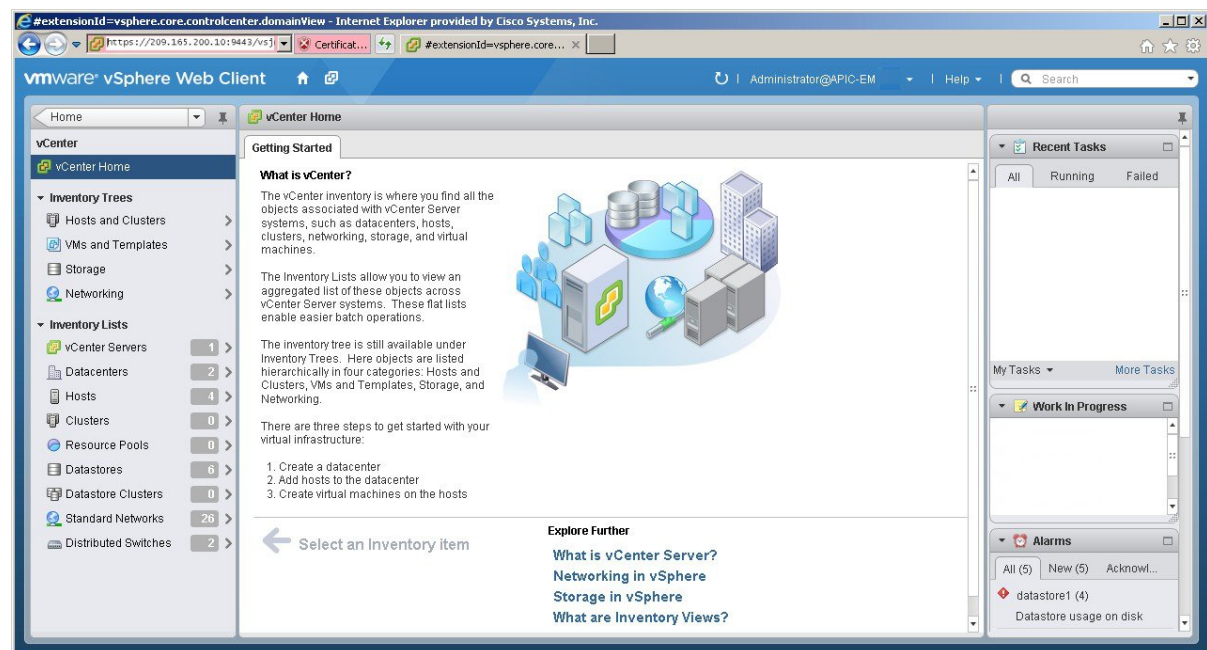 #extensionId=vsphere.core.controlcenter.domainView - Internet Explorer provided by Cisco Systems, Inc.
https://209.165.200.10:9443/vsj
Certificat...
#extensionId=vsphere.core...
vmware® vSphere Web Client
Administrator@APIC-EM
Help
Search
Home
vCenter
vCenter Home
Inventory Trees
Hosts and Clusters
VMs and Templates
Storage
Networking
Inventory Lists
vCenter Servers 1
Datacenters 2
Hosts 4
Clusters 0
Resource Pools 0
Datastores 6
Datastore Clusters 0
Standard Networks 26
Distributed Switches 2
vCenter Home
Getting Started
What is vCenter?
The vCenter inventory is where you find all the
objects associated with vCenter Server
systems, such as datacenters, hosts,
clusters, networking, storage, and virtual
machines.
The Inventory Lists allow you to view an
aggregated list of these objects across
vCenter Server systems. These flat lists
enable easier batch operations.
The inventory tree is still available under
Inventory Trees. Here objects are listed
hierarchically in four categories: Hosts and
Clusters, VMs and Templates, Storage, and
Networking.
There are three steps to get started with your
virtual infrastructure:
1. Create a datacenter
2. Add hosts to the datacenter
3. Create virtual machines on the hosts
Select an Inventory item
Explore Further
What is vCenter Server?
Networking in vSphere
Storage in vSphere
What are Inventory Views?
Recent Tasks
All Running Failed
My Tasks More Tasks
Work In Progress
Alarms
All (5) New (5) Acknowl...
datastore1 (4)
Datastore usage on disk